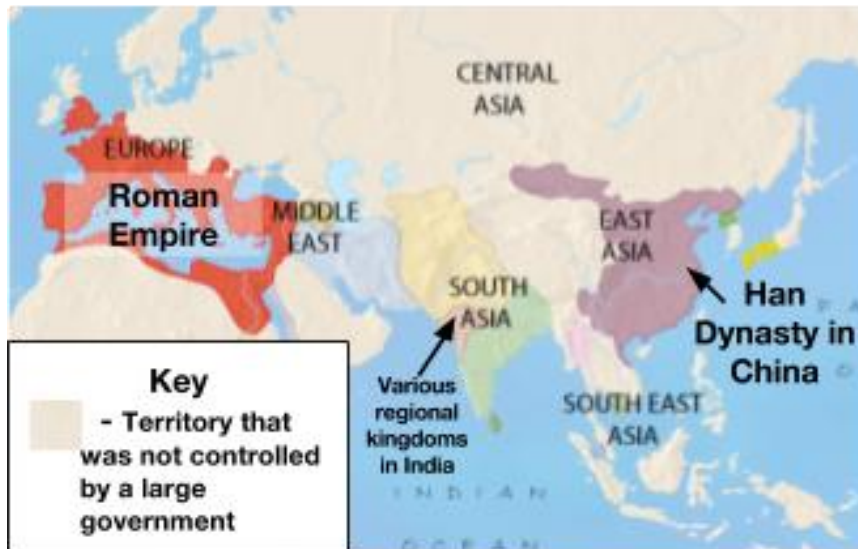 CENTRAL
ASIA
EUROPE
Roman
Empire
MIDDLE
EAST
EAST
ASIA
SOUTH
ASIA
Han
Dynasty in
China
Various
regional
kingdoms
in India
SOUTH EAST
ASIA
Key
- Territory that
was not controlled
by a large
government
INDIAN
OCEAN